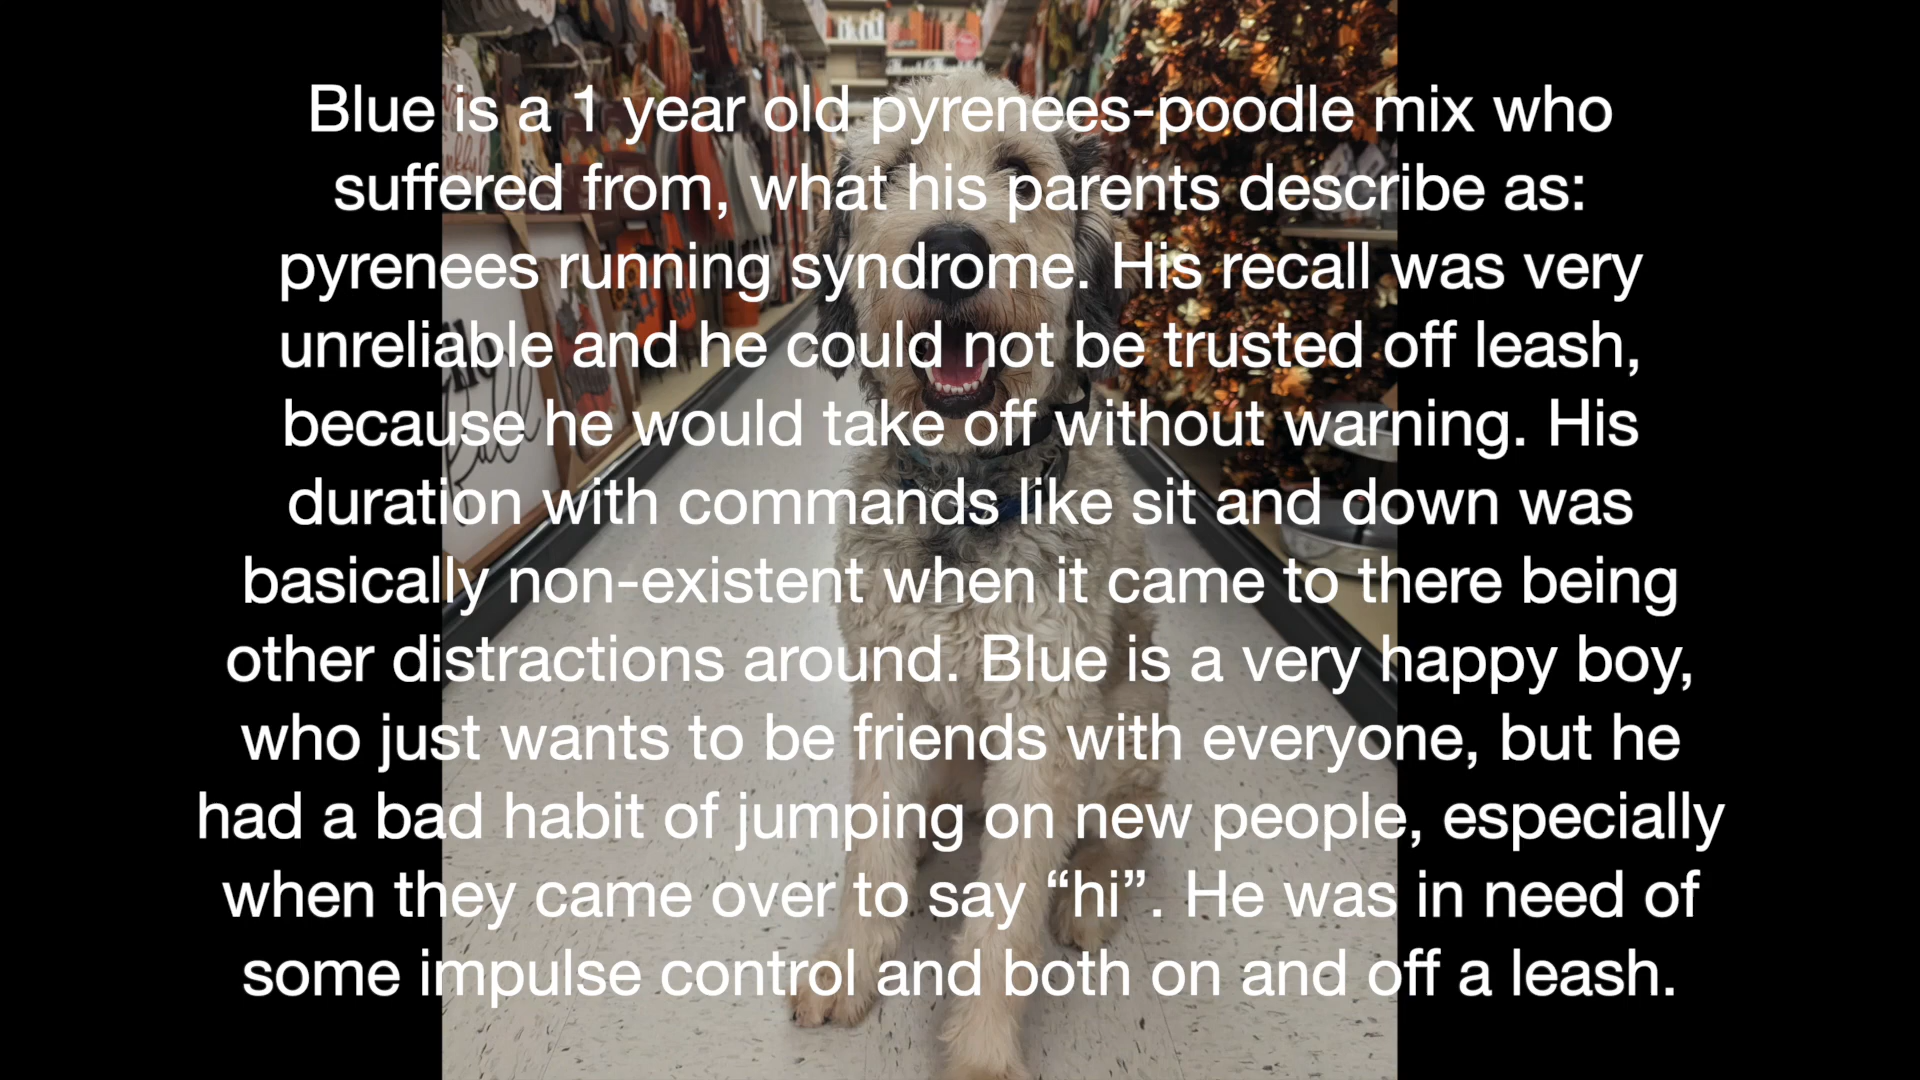 Blue is a 1 year old pyrenees-poodle mix who
suffered from, what his parents describe as:
pyrenees running syndrome. His recall was very
unreliable and he could not be trusted off leash,
because he would take off without warning. His
duration with commands like sit and down was
basically non-existent when it came to there being
other distractions around. Blue is a very happy boy,
who just wants to be friends with everyone, but he
had a bad habit of jumping on new people, especially
when they came over to say “hi”. He was in need of
some impulse control and both on and off a leash.